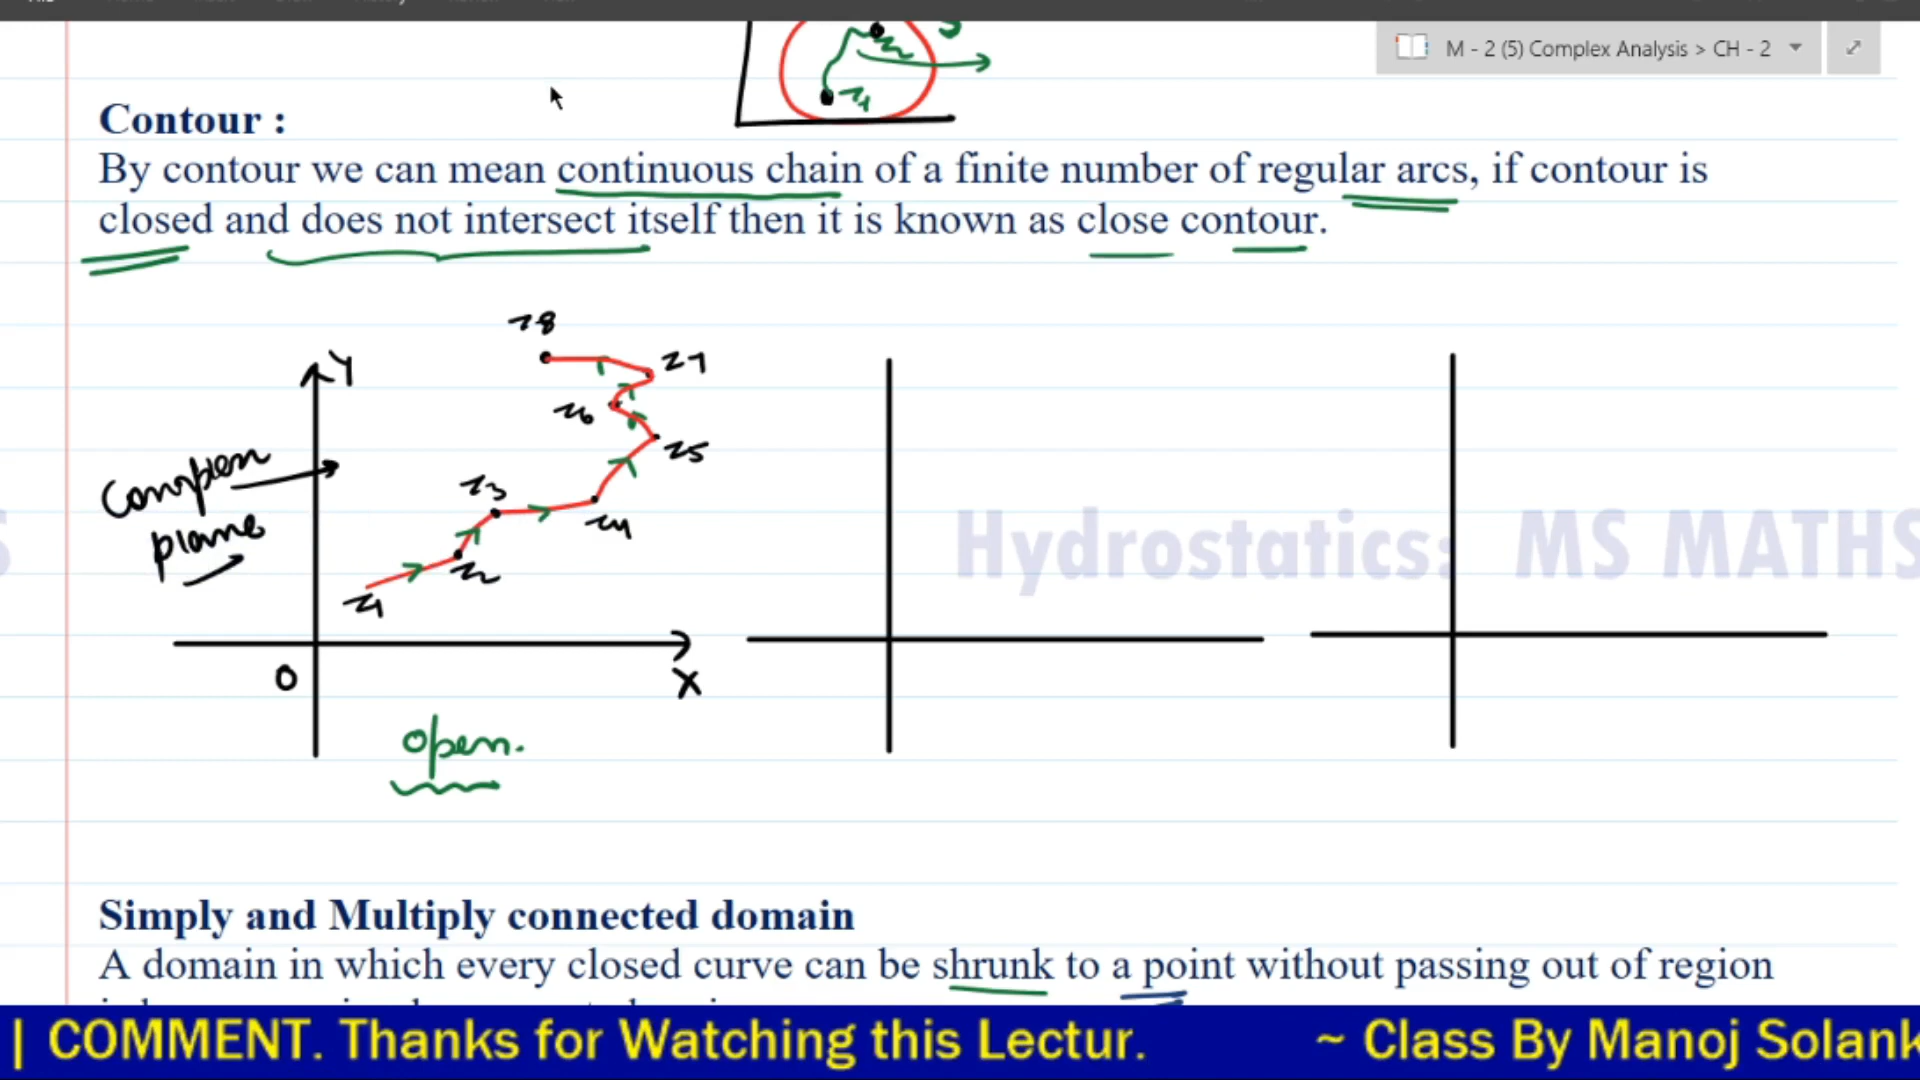 M - 2 (5) Complex Analysis > CH - 2
z1
Contour :
By contour we can mean continuous chain of a finite number of regular arcs, if contour is
closed and does not intersect itself then it is known as close contour.
z8
Y
z7
z6
z5
Complex
plane
z3
z4
z2
z1
Hydrostatics: MS MATHS
O
X
open.
Simply and Multiply connected domain
A domain in which every closed curve can be shrunk to a point without passing out of region
| COMMENT. Thanks for Watching this Lectur. ~ Class By Manoj Solank